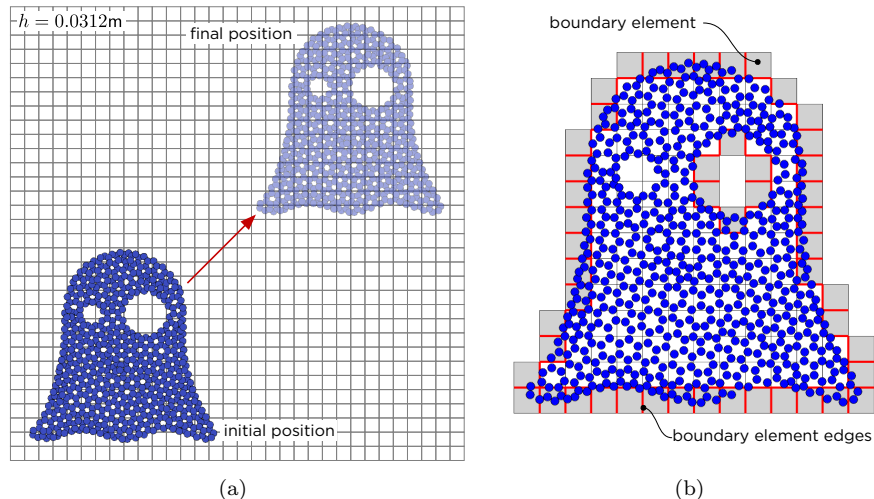 h = 0.0312m
final position
initial position
(a)
boundary element
boundary element edges
(b)